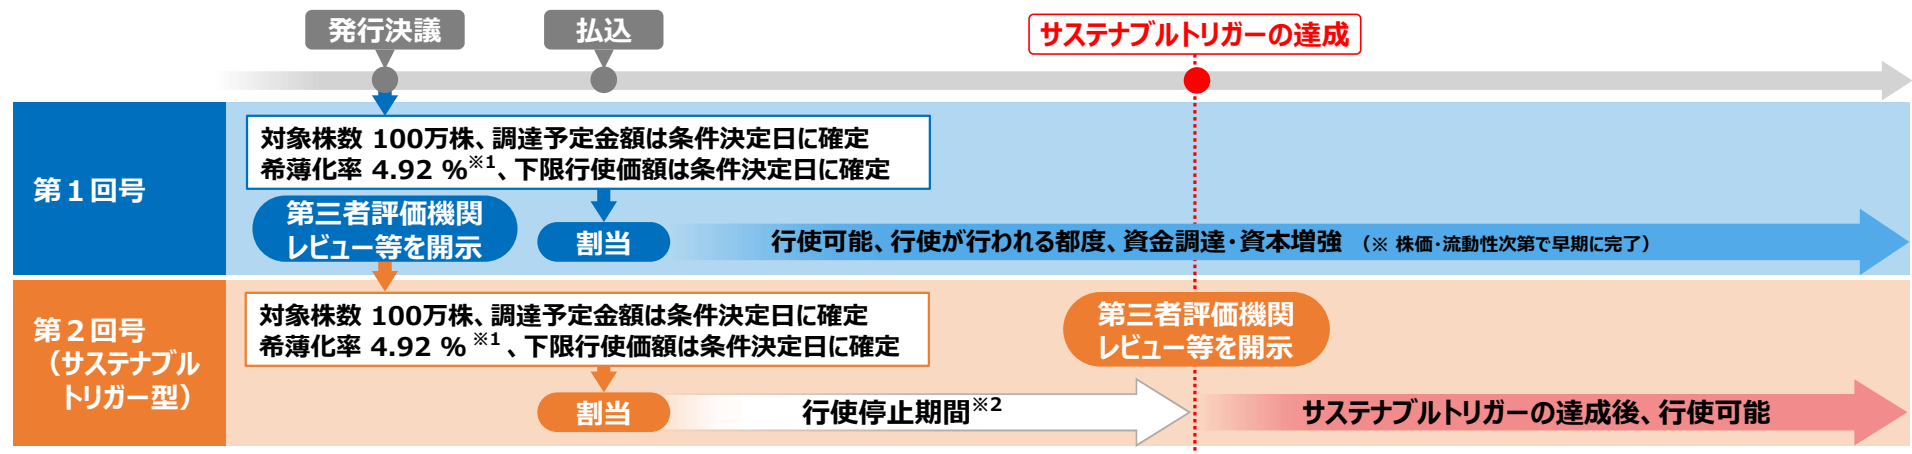 発行決議
払込
サステナブルトリガーの達成
第1回号
対象株数 100万株、調達予定金額は条件決定日に確定
希薄化率 4.92 %※1、下限行使価額は条件決定日に確定
第三者評価機関
レビュー等を開示
割当
行使可能、行使が行われる都度、資金調達・資本増強 (※ 株価・流動性次第で早期に完了)
第2回号
(サステナブル
トリガー型)
対象株数 100万株、調達予定金額は条件決定日に確定
希薄化率 4.92 %※1、下限行使価額は条件決定日に確定
第三者評価機関
レビュー等を開示
割当
行使停止期間※2
サステナブルトリガーの達成後、行使可能